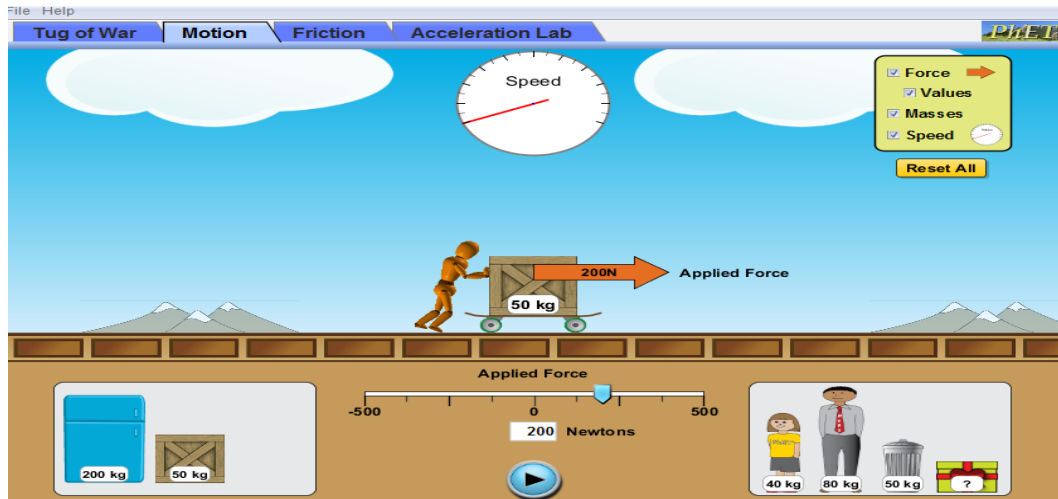 File Help
Tug of War Motion Friction Acceleration Lab PhET
Speed
Force
Values
Masses
Speed
Reset All
200N Applied Force
50 kg
Applied Force
-500 0 500
200 Newtons
200 kg 50 kg
40 kg 80 kg 50 kg ?